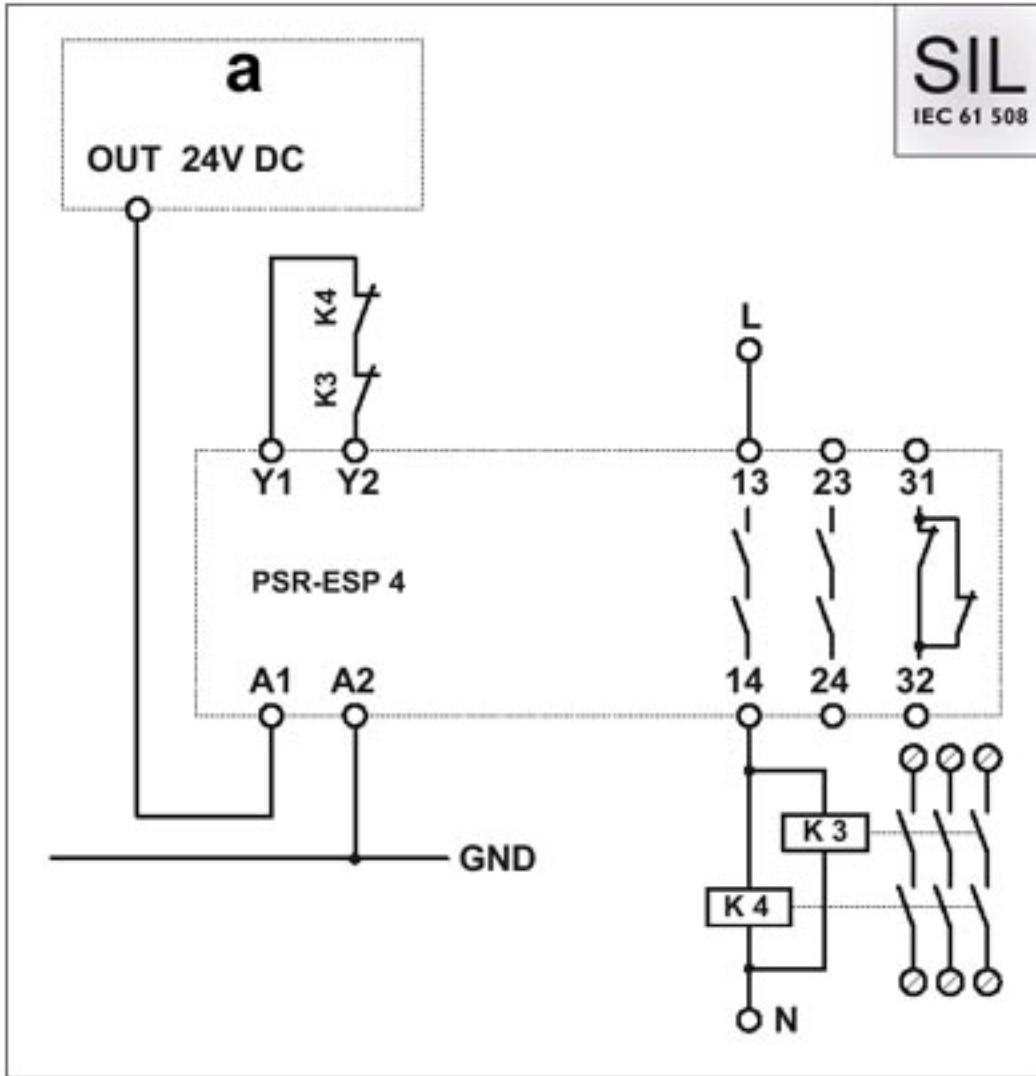 a
SIL
IEC 61 508
OUT 24V DC
K4
K3
L
Y1 Y2 13 23 31
PSR-ESP 4
A1 A2 14 24 32
K 3
GND
K 4
N